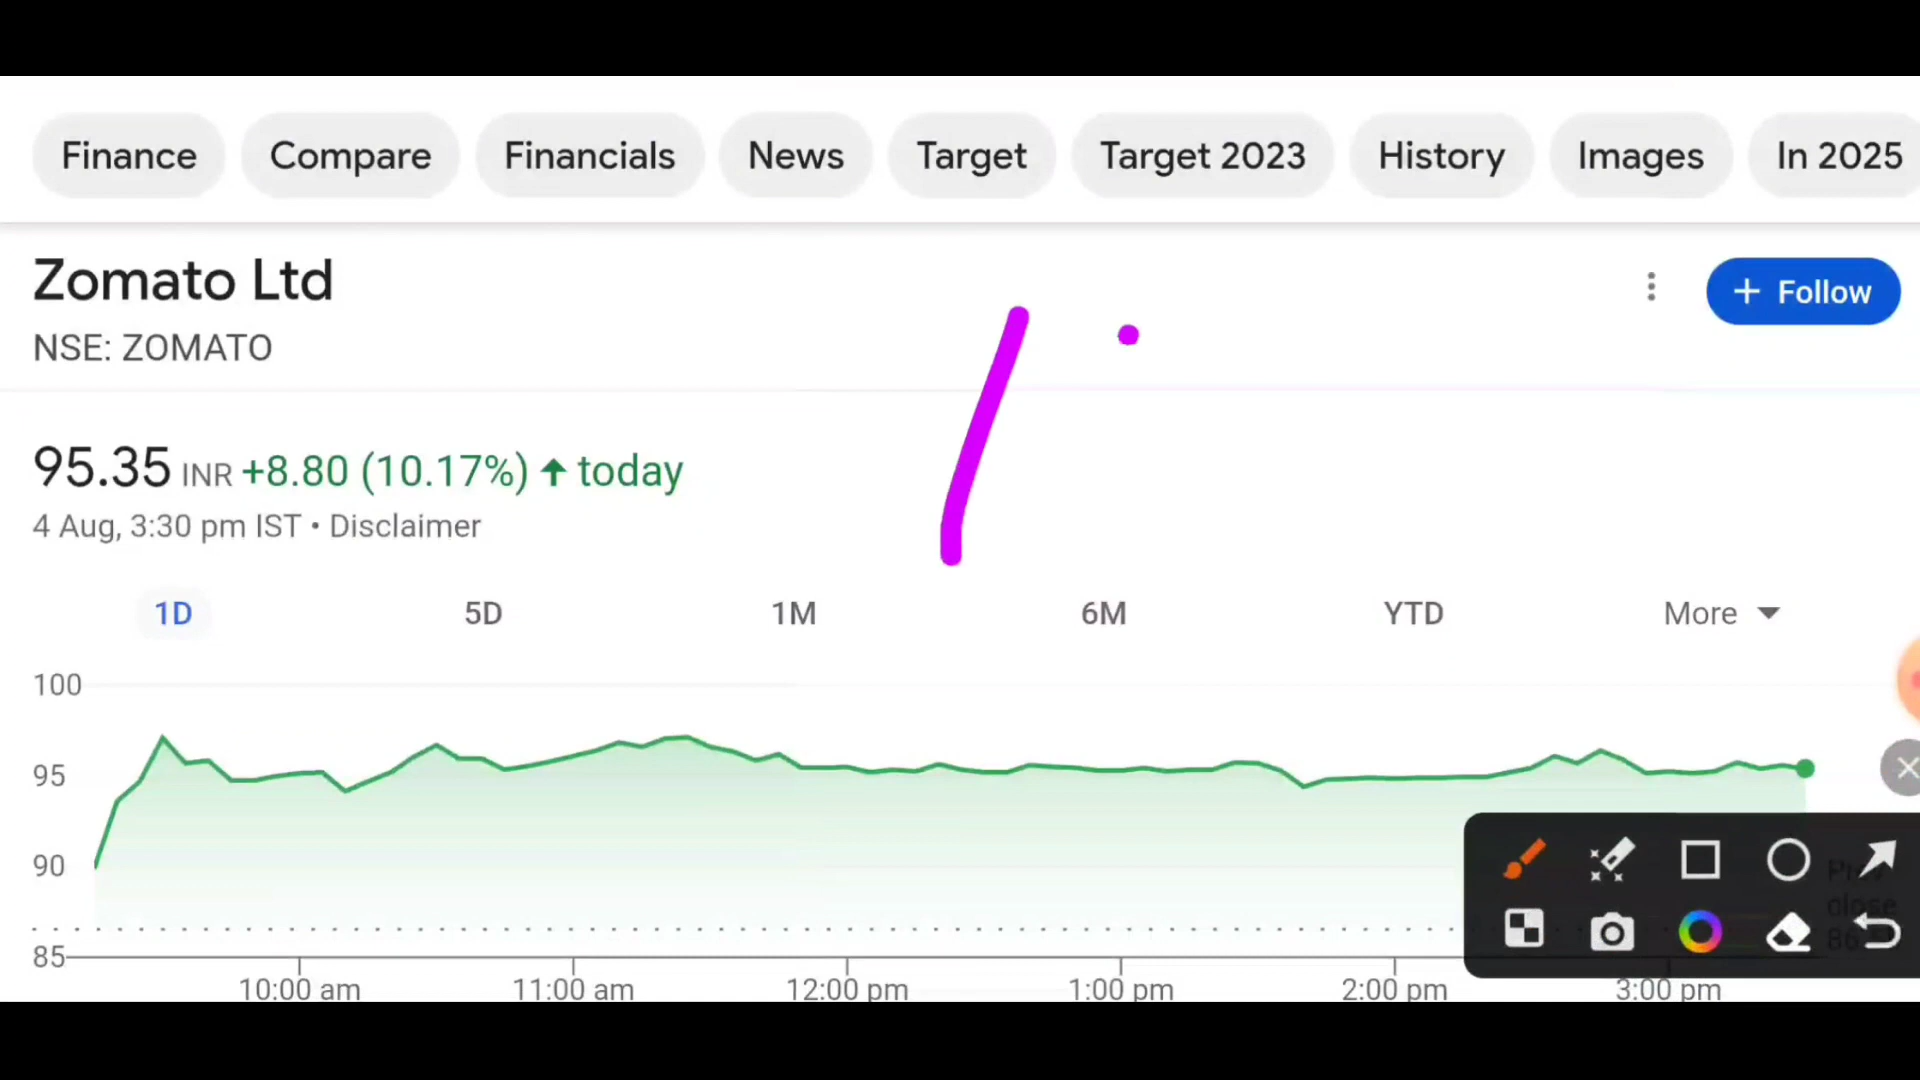 Finance Compare Financials News Target Target 2023 History Images In 2025
Zomato Ltd
+ Follow
NSE: ZOMATO
95.35 INR +8.80 (10.17%) ↑ today
4 Aug, 3:30 pm IST • Disclaimer
1D 5D 1M 6M YTD More
100
95
90
85
Prev
close
10:00 am 11:00 am 12:00 pm 1:00 pm 2:00 pm 3:00 pm